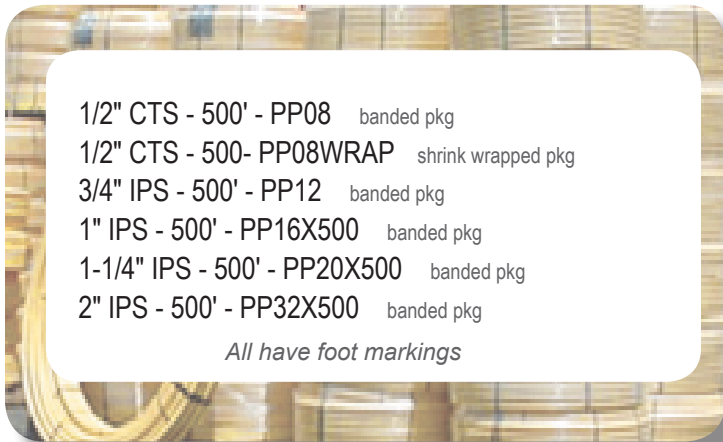 1/2" CTS - 500' - PP08 banded pkg
1/2" CTS - 500- PP08WRAP shrink wrapped pkg
3/4" IPS - 500' - PP12 banded pkg
1" IPS - 500' - PP16X500 banded pkg
1-1/4" IPS - 500' - PP20X500 banded pkg
2" IPS - 500' - PP32X500 banded pkg
All have foot markings